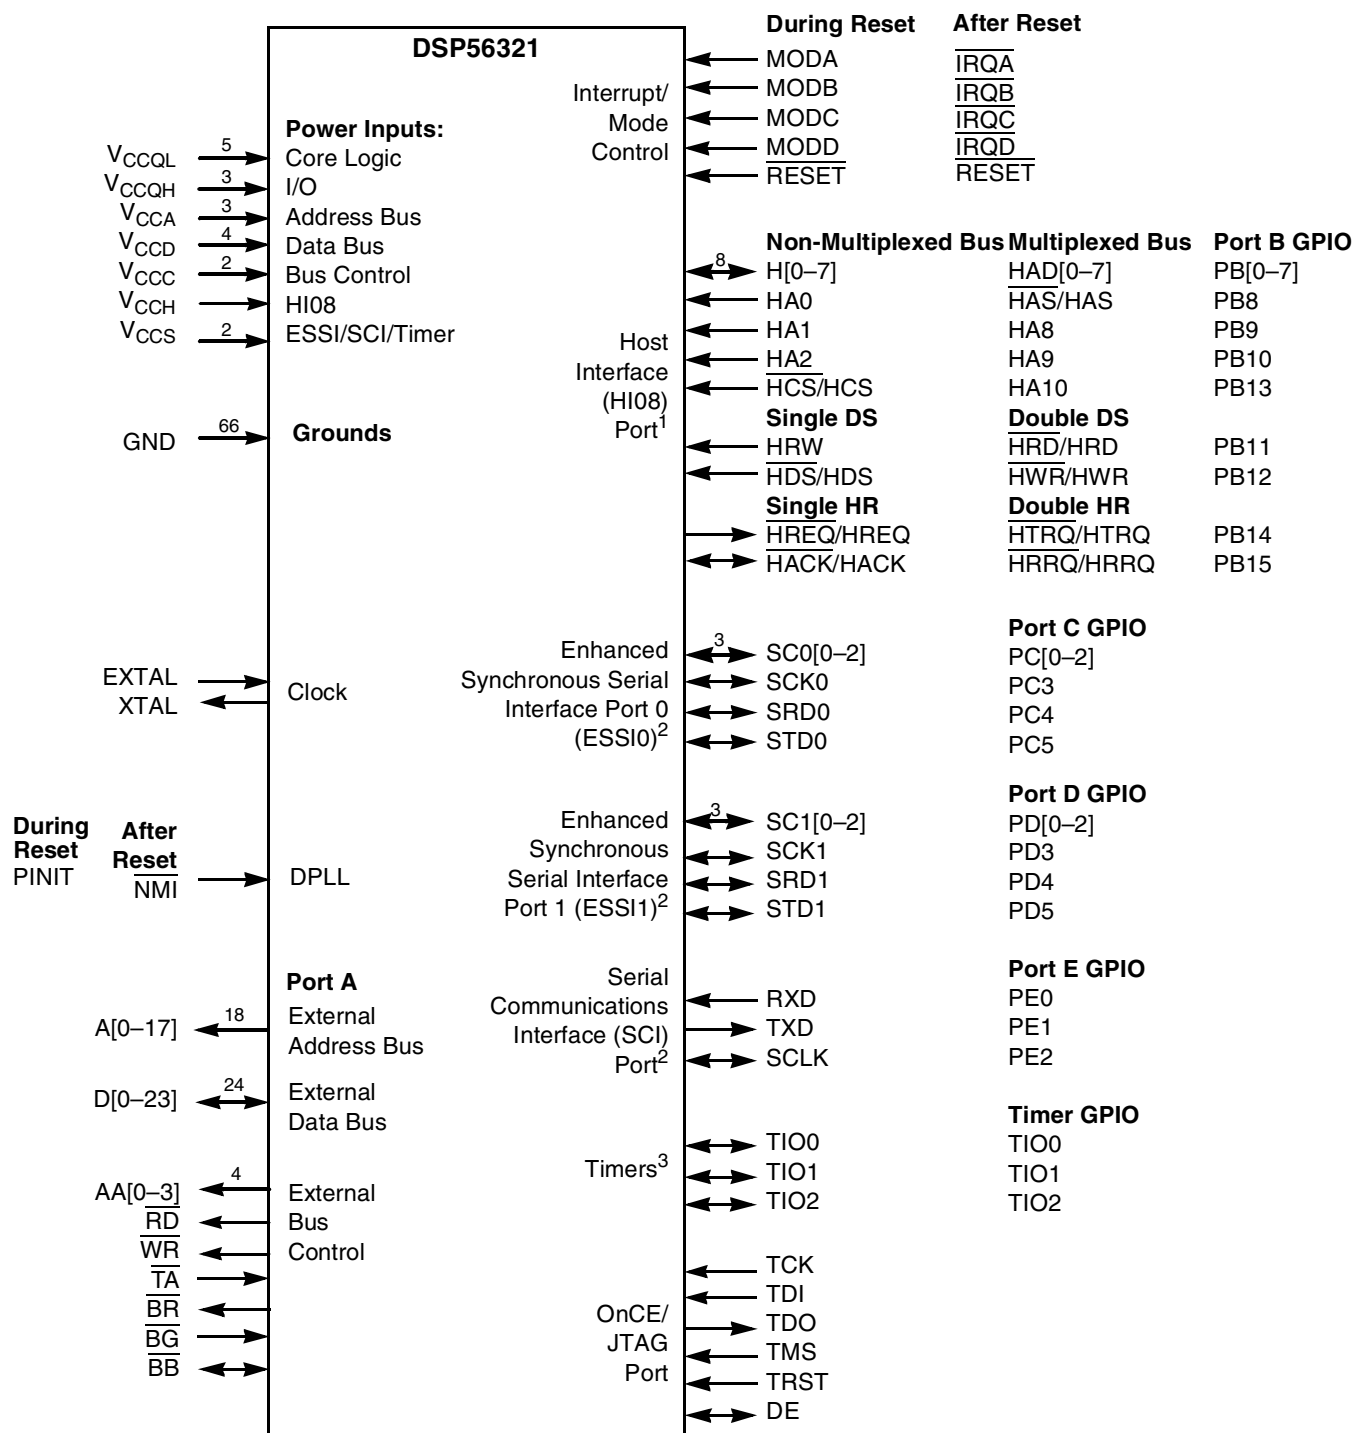 DSP56321
During Reset After Reset
Interrupt/
Mode
Control
MODA IRQA
MODB IRQB
MODC IRQC
MODD IRQD
RESET RESET
Power Inputs:
VCCQL 5 Core Logic
VCCQH 3 I/O
VCCA 3 Address Bus
VCCD 4 Data Bus
VCCC 2 Bus Control
VCCH HI08
VCCS 2 ESSI/SCI/Timer
GND 66 Grounds
Host
Interface
(HI08)
Port1
Non-Multiplexed Bus Multiplexed Bus Port B GPIO
8 H[0–7] HAD[0–7] PB[0–7]
HA0 HAS/HAS PB8
HA1 HA8 PB9
HA2 HA9 PB10
HCS/HCS HA10 PB13
Single DS Double DS
HRW HRD/HRD PB11
HDS/HDS HWR/HWR PB12
Single HR Double HR
HREQ/HREQ HTRQ/HTRQ PB14
HACK/HACK HRRQ/HRRQ PB15
EXTAL
XTAL
Clock
Enhanced
Synchronous Serial
Interface Port 0
(ESSI0)2
Port C GPIO
3 SC0[0–2] PC[0–2]
SCK0 PC3
SRD0 PC4
STD0 PC5
During
Reset
PINIT
After
Reset
NMI
DPLL
Enhanced
Synchronous
Serial Interface
Port 1 (ESSI1)2
Port D GPIO
3 SC1[0–2] PD[0–2]
SCK1 PD3
SRD1 PD4
STD1 PD5
Port A
A[0–17] 18 External
Address Bus
D[0–23] 24 External
Data Bus
AA[0–3] 4 External
RD Bus
WR Control
TA
BR
BG
BB
Serial
Communications
Interface (SCI)
Port2
Port E GPIO
RXD PE0
TXD PE1
SCLK PE2
Timers3
Timer GPIO
TIO0 TIO0
TIO1 TIO1
TIO2 TIO2
OnCE/
JTAG
Port
TCK
TDI
TDO
TMS
TRST
DE